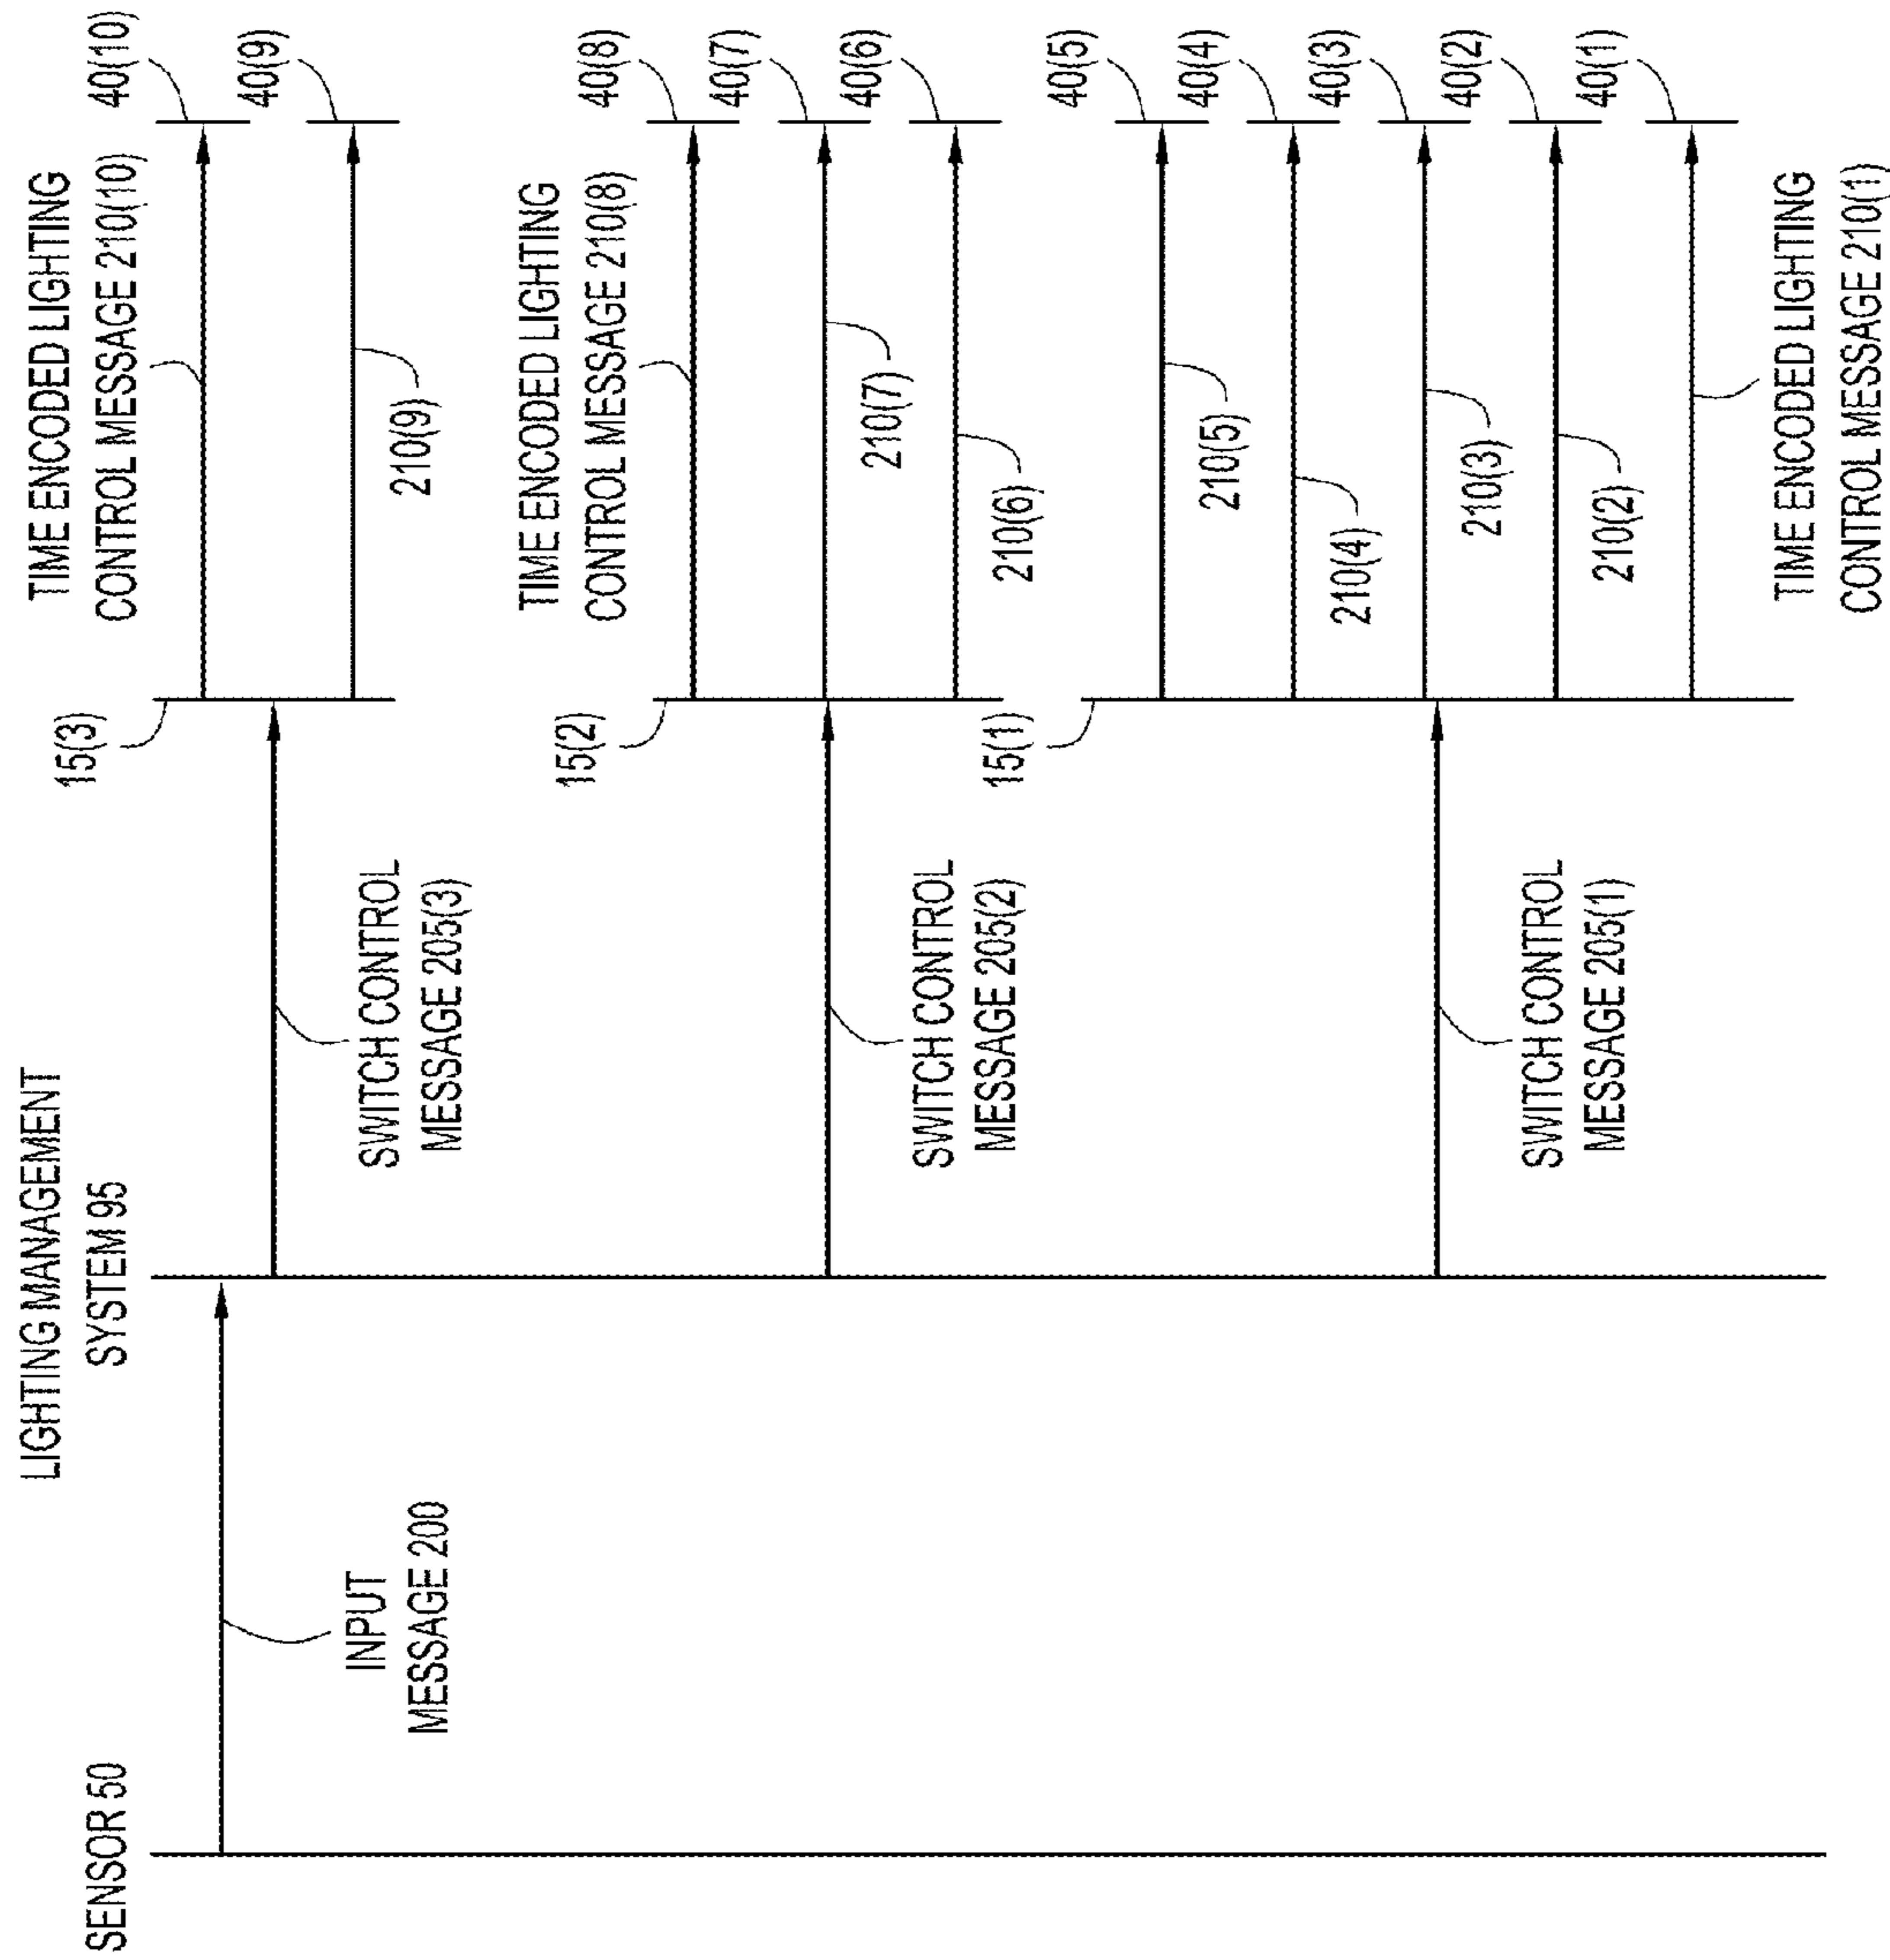 LIGHTING MANAGEMENT
SYSTEM 95
SENSOR 50
15(3)
TIME ENCODED LIGHTING
CONTROL MESSAGE 210(10)
40(10)
40(9)
210(9)
INPUT
MESSAGE 200
SWITCH CONTROL
MESSAGE 205(3)
15(2)
TIME ENCODED LIGHTING
CONTROL MESSAGE 210(8)
40(8)
40(7)
40(6)
210(7)
210(6)
SWITCH CONTROL
MESSAGE 205(2)
15(1)
40(5)
40(4)
40(3)
40(2)
40(1)
210(5)
210(4)
210(3)
210(2)
SWITCH CONTROL
MESSAGE 205(1)
TIME ENCODED LIGHTING
CONTROL MESSAGE 210(1)